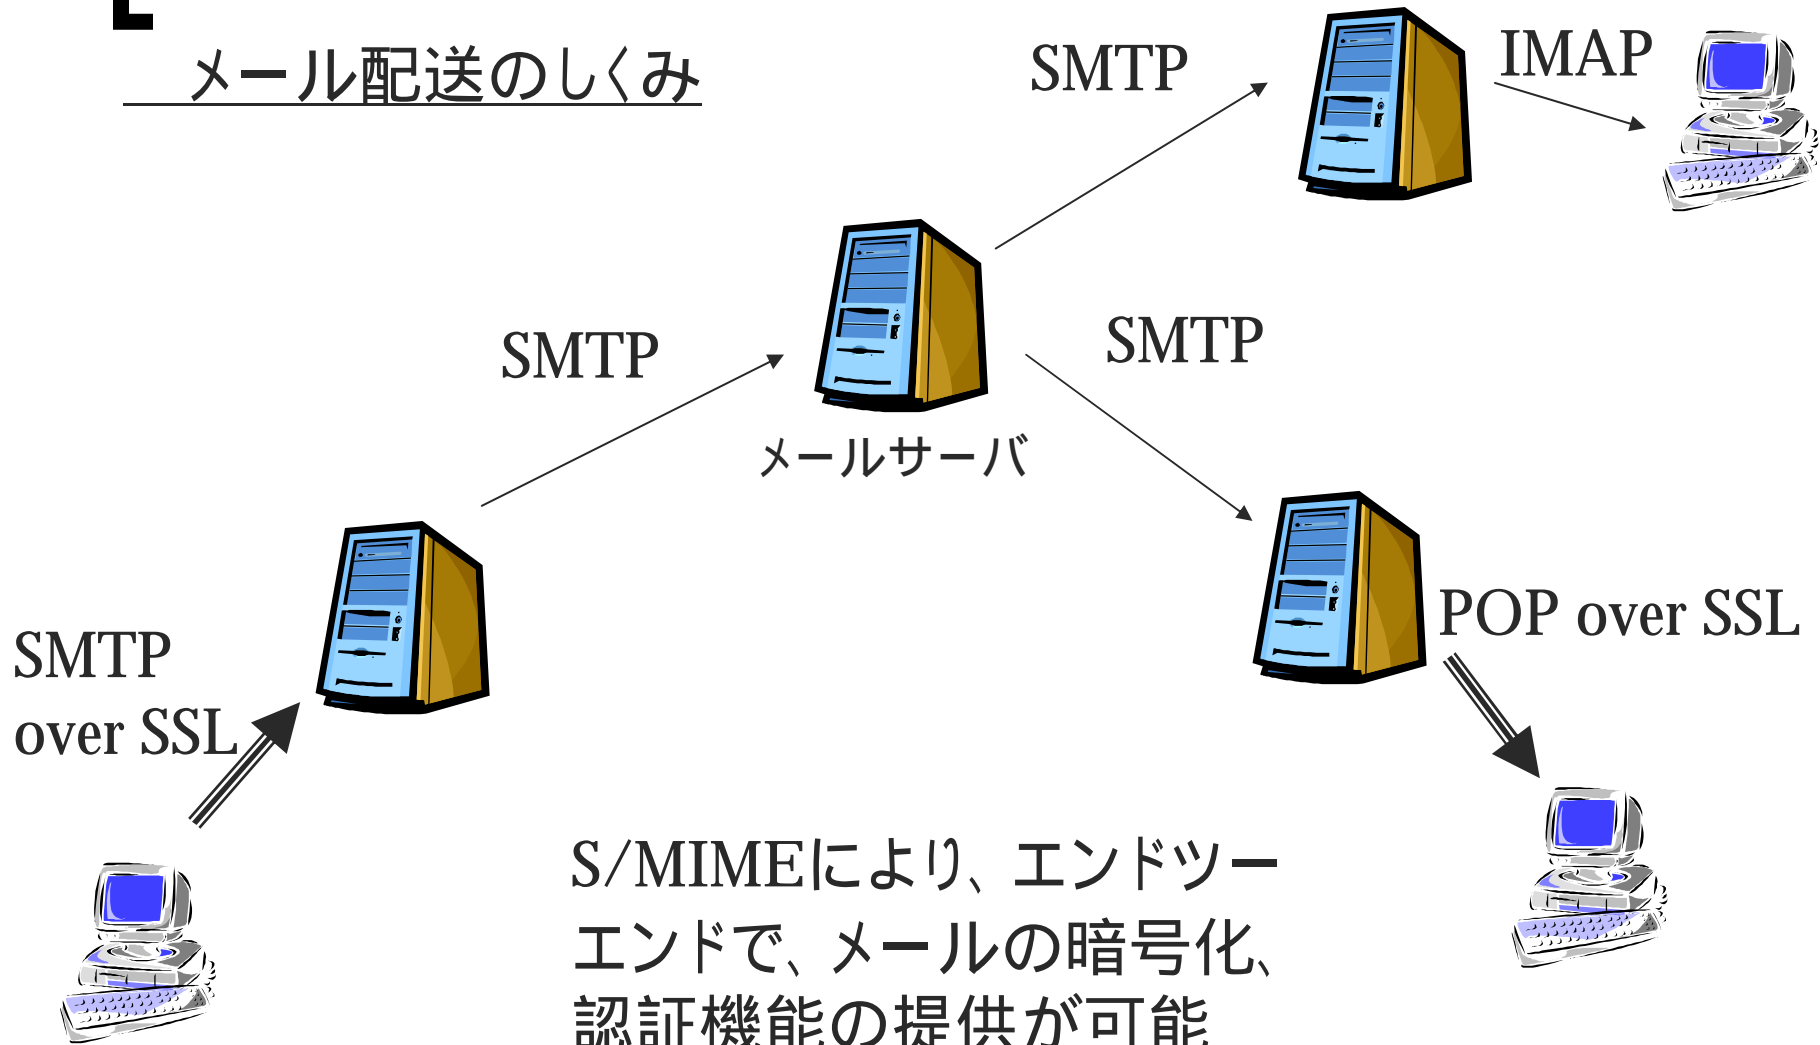 メール配送のしくみ
SMTP
IMAP
SMTP
SMTP
メールサーバ
POP over SSL
SMTP
over SSL
S/MIMEにより、エンドツー
エンドで、メールの暗号化、
認証機能の提供が可能